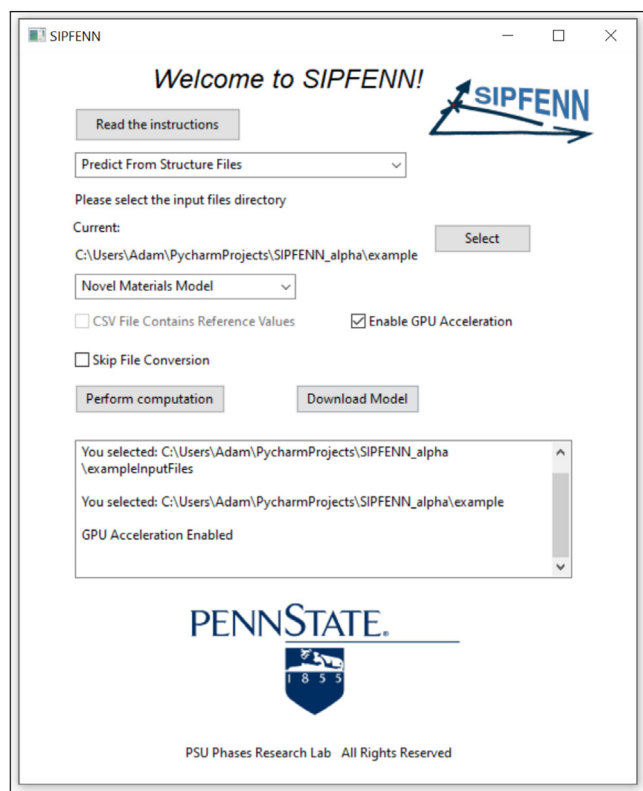 SIPFENN
Welcome to SIPFENN!
SIPFENN
Read the instructions
Predict From Structure Files
Please select the input files directory
Current:
Select
C:\Users\Adam\PycharmProjects\SIPFENN_alpha\example
Novel Materials Model
CSV File Contains Reference Values Enable GPU Acceleration
Skip File Conversion
Perform computation Download Model
You selected: C:\Users\Adam\PycharmProjects\SIPFENN_alpha
\exampleInputFiles
You selected: C:\Users\Adam\PycharmProjects\SIPFENN_alpha\example
GPU Acceleration Enabled
PENNSTATE.®
1855
PSU Phases Research Lab All Rights Reserved